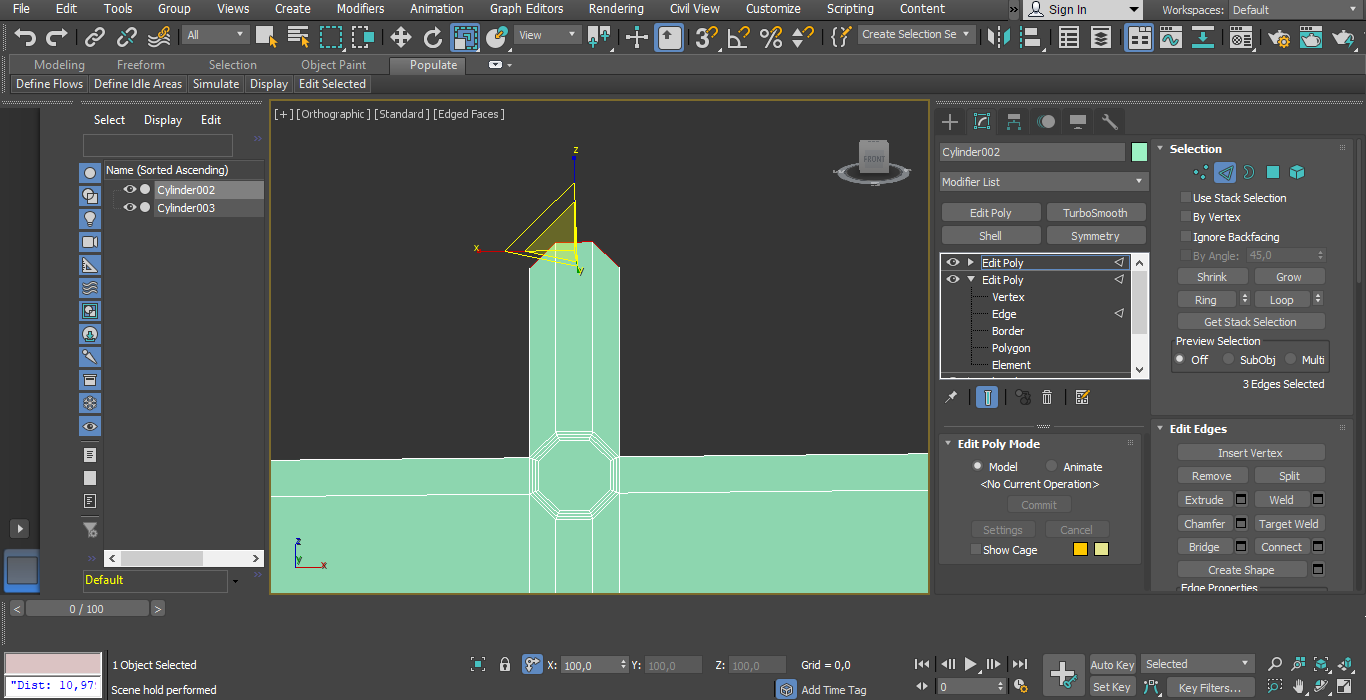 File Edit Tools Group Views Create Modifiers Animation Graph Editors Rendering Civil View Customize Scripting Content » Sign In Workspaces: Default
All View Create Selection Se
Modeling Freeform Selection Object Paint Populate
Define Flows Define Idle Areas Simulate Display Edit Selected
[+] [Orthographic] [Standard] [Edged Faces]
Select Display Edit
Name (Sorted Ascending)
Cylinder002
Cylinder003
Default
z
x
y
FRONT
z
y
x
Cylinder002
Modifier List
Edit Poly TurboSmooth
Shell Symmetry
Edit Poly
Edit Poly
Vertex
Edge
Border
Polygon
Element
Edit Poly Mode
Model Animate
<No Current Operation>
Commit
Settings Cancel
Show Cage
Selection
Use Stack Selection
By Vertex
Ignore Backfacing
By Angle: 45,0
Shrink Grow
Ring Loop
Get Stack Selection
Preview Selection
Off SubObj Multi
3 Edges Selected
Edit Edges
Insert Vertex
Remove Split
Extrude Weld
Chamfer Target Weld
Bridge Connect
Create Shape
Edge Properties
< 0 / 100 >
"Dist: 10,97
1 Object Selected
Scene hold performed
X: 100,0 Y: 100,0 Z: 100,0 Grid = 0,0
Add Time Tag
0
Auto Key Selected
Set Key Key Filters...